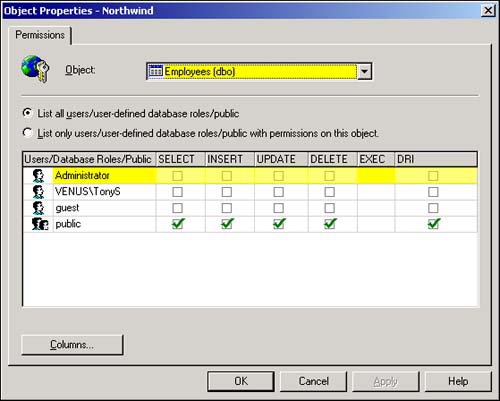 Object Properties - Northwind
Permissions
Object: Employees (dbo)
List all users/user-defined database roles/public
List only users/user-defined database roles/public with permissions on this object.
Users/Database Roles/Public SELECT INSERT UPDATE DELETE EXEC DRI
Administrator
VENUS\TonyS
guest
public
Columns...
OK Cancel Apply Help